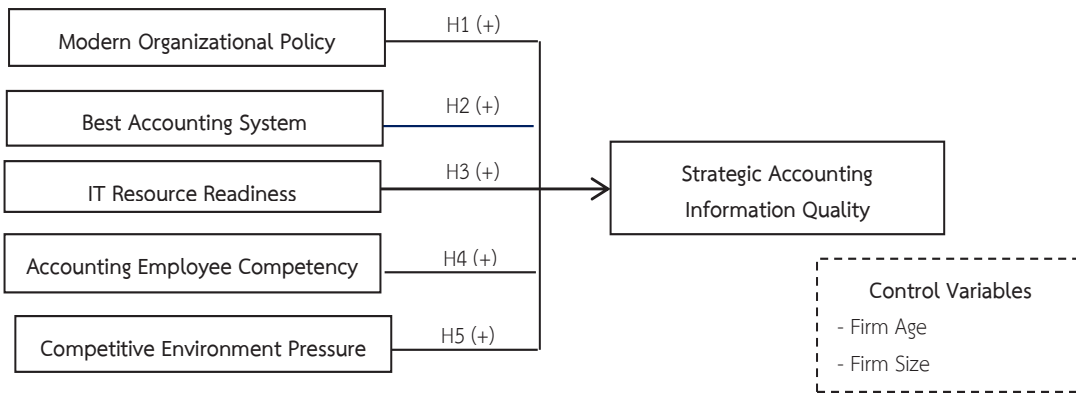 Modern Organizational Policy
H1 (+)
Best Accounting System
H2 (+)
IT Resource Readiness
H3 (+)
Accounting Employee Competency
H4 (+)
Competitive Environment Pressure
H5 (+)
Strategic Accounting
Information Quality
Control Variables
- Firm Age
- Firm Size